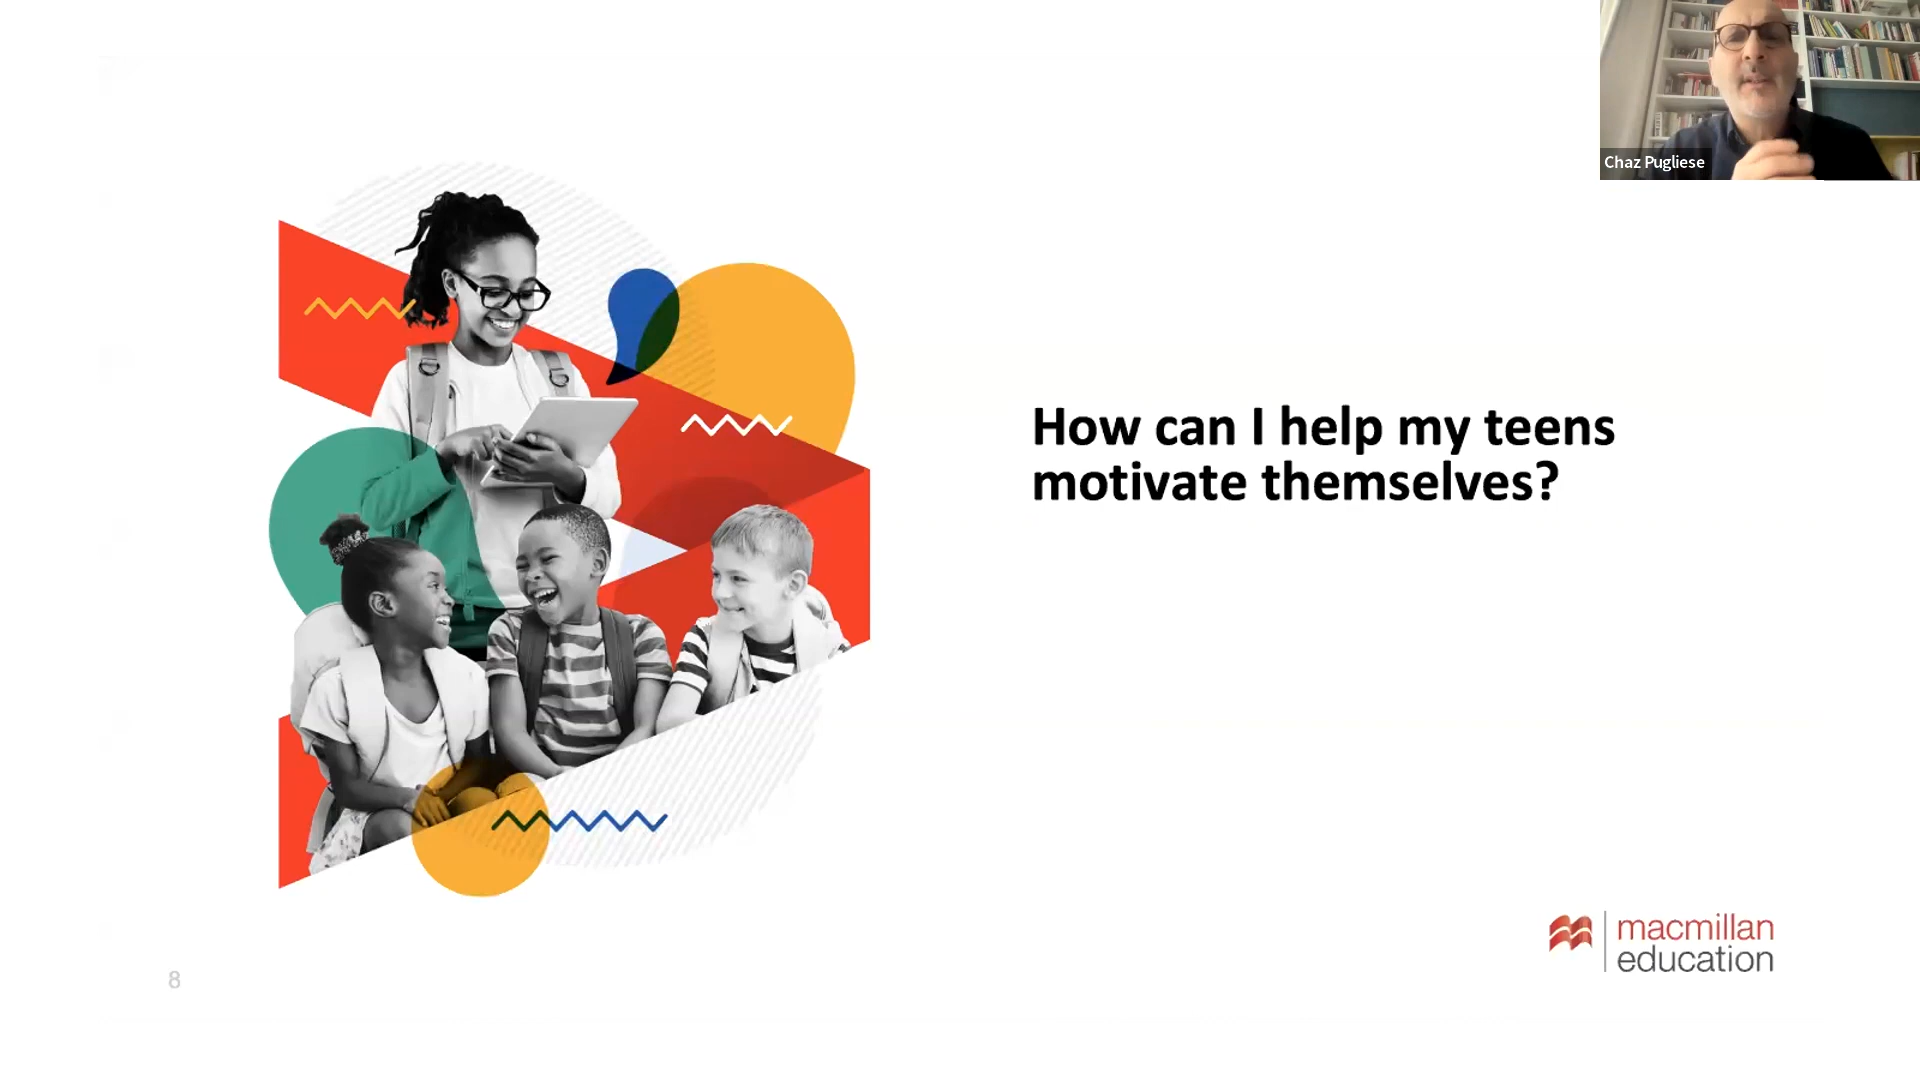 Chaz Pugliese
How can I help my teens
motivate themselves?
macmillan
education
8